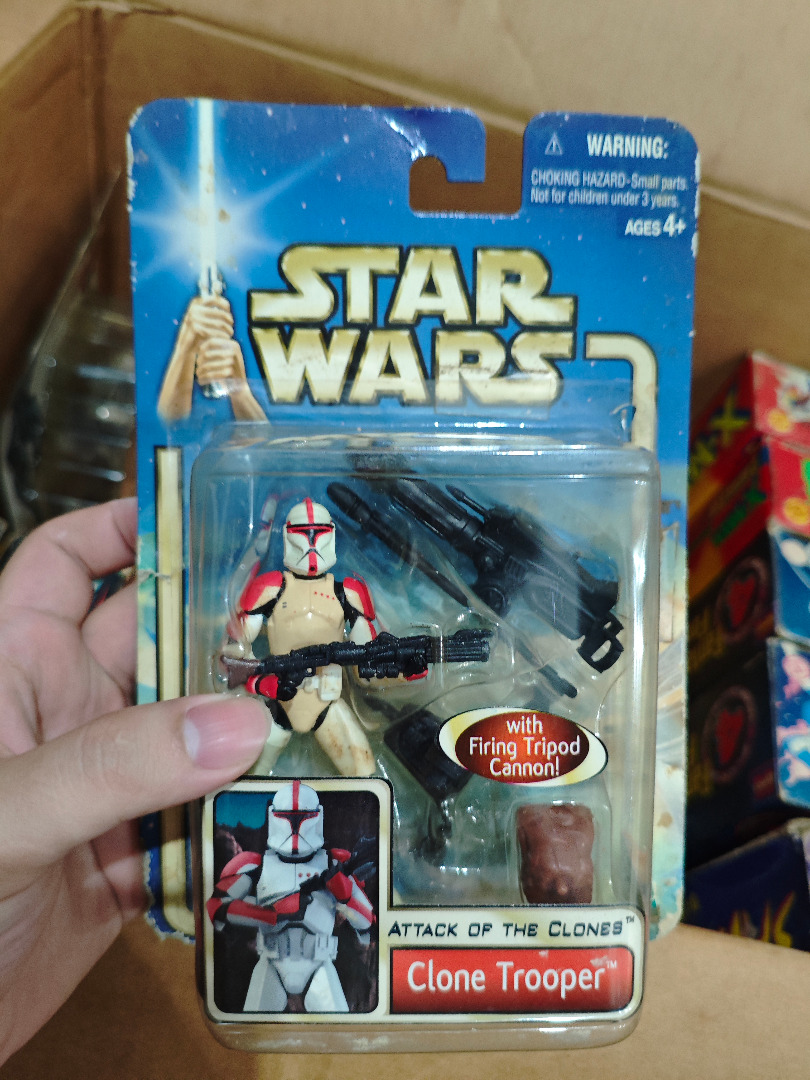 WARNING:
CHOKING HAZARD-Small parts.
Not for children under 3 years.
AGES 4+
STAR
WARS
with
Firing Tripod
Cannon!
ATTACK OF THE CLONES™
Clone Trooper™